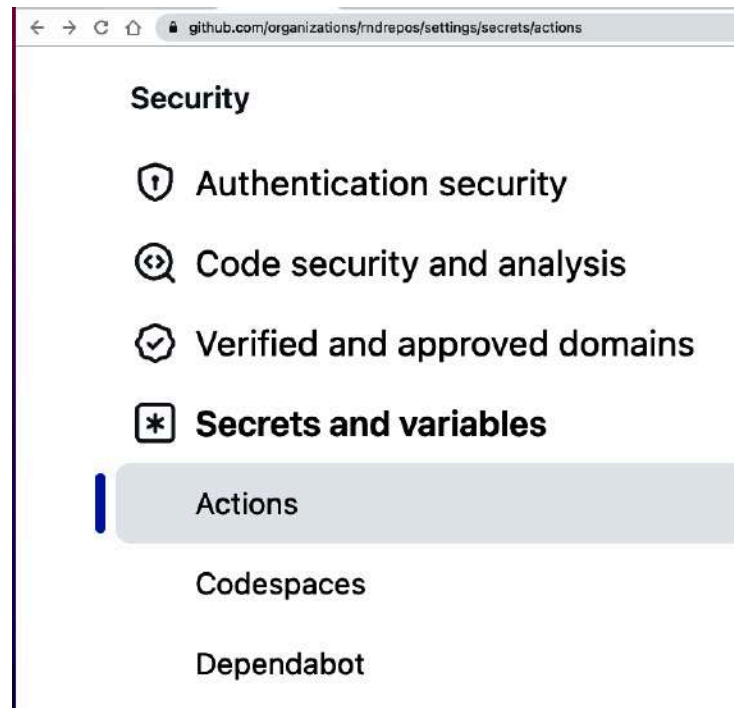 github.com/organizations/rndrepos/settings/secrets/actions
Security
Authentication security
Code security and analysis
Verified and approved domains
Secrets and variables
Actions
Codespaces
Dependabot